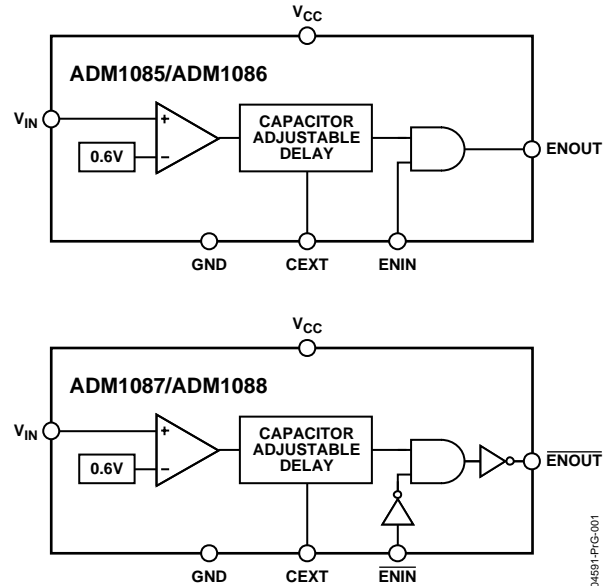 VCC
ADM1085/ADM1086
VIN
+
CAPACITOR
ADJUSTABLE
DELAY
0.6V
−
ENOUT
GND
CEXT
ENIN
VCC
ADM1087/ADM1088
VIN
+
CAPACITOR
ADJUSTABLE
DELAY
0.6V
−
ENOUT
GND
CEXT
ENIN
04591-PrG-001